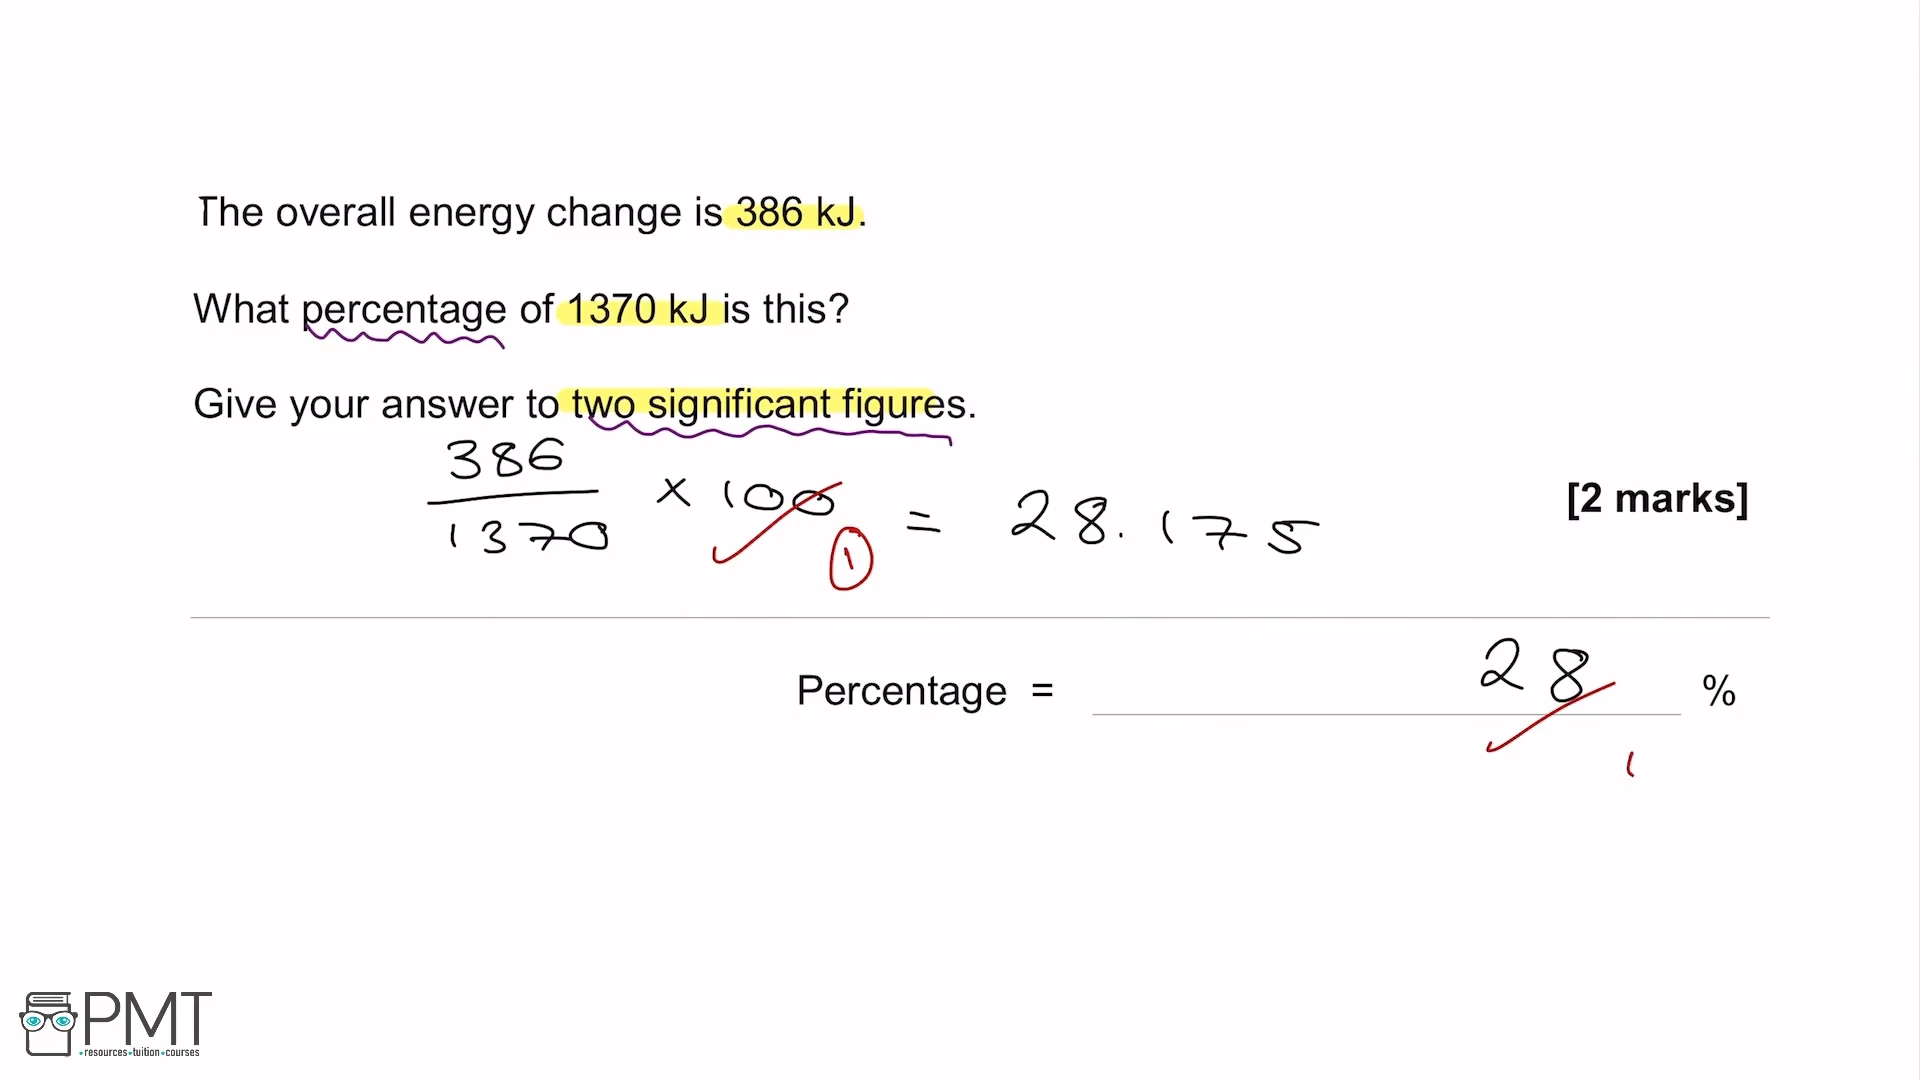 The overall energy change is 386 kJ.
What percentage of 1370 kJ is this?
Give your answer to two significant figures.
386
1370
× 100 = 28.175
1
[2 marks]
Percentage = 28 %
1
PMT
•resources•tuition•courses